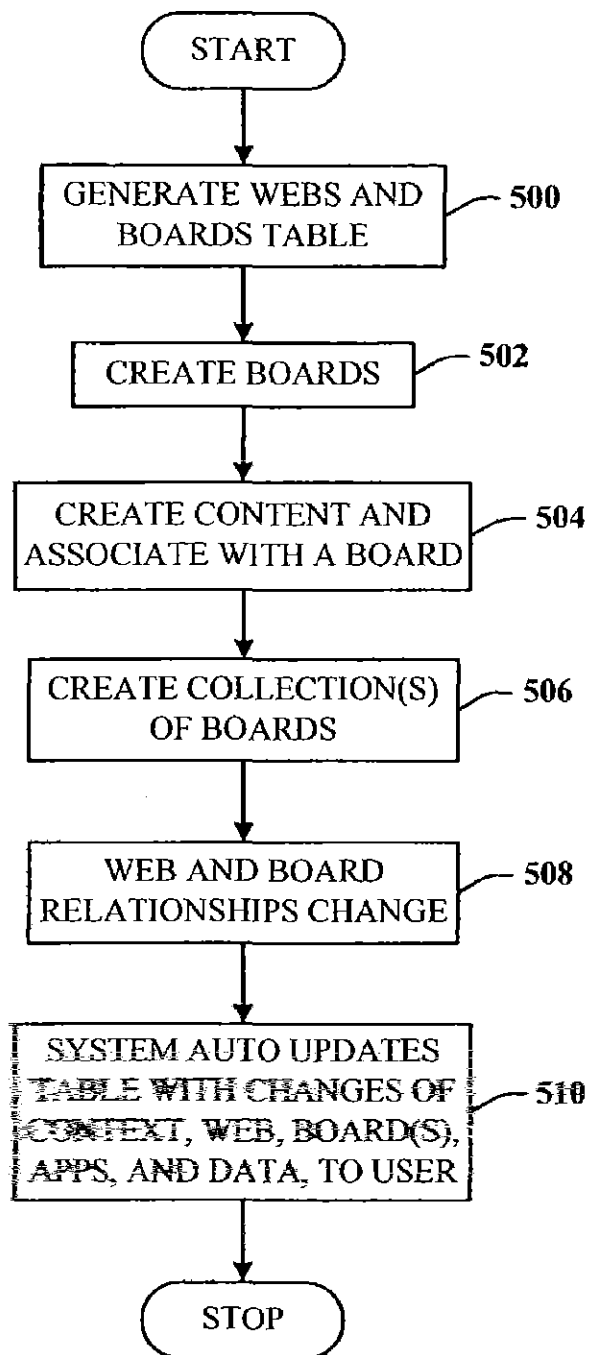 START
GENERATE WEBS AND
BOARDS TABLE
500
CREATE BOARDS
502
CREATE CONTENT AND
ASSOCIATE WITH A BOARD
504
CREATE COLLECTION(S)
OF BOARDS
506
WEB AND BOARD
RELATIONSHIPS CHANGE
508
SYSTEM AUTO UPDATES
TABLE WITH CHANGES OF
CONTEXT, WEB, BOARD(S),
APPS, AND DATA, TO USER
510
STOP